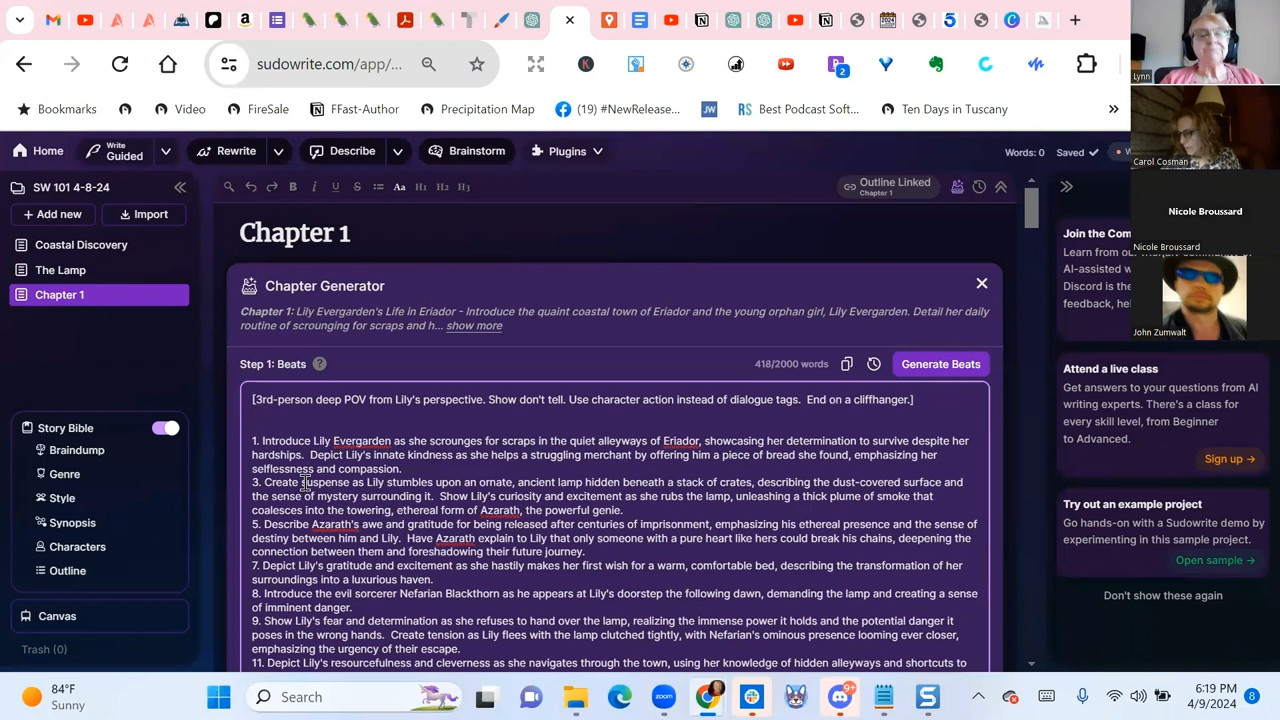 sudowrite.com/app/...
2
Bookmarks
Video
FireSale
FFast-Author
Precipitation Map
(19) #NewRelease...
JW
RS Best Podcast Soft...
Ten Days in Tuscany
Lynn
Carol Cosman
Nicole Broussard
Nicole Broussard
John Zumwalt
Home
Write
Guided
Rewrite
Describe
Brainstorm
Plugins
Words: 0
Saved
SW 101 4-8-24
+ Add new
Import
Coastal Discovery
The Lamp
Chapter 1
Story Bible
Braindump
Genre
Style
Synopsis
Characters
Outline
Canvas
Trash (0)
B i U S Aa H1 H2 H3
Outline Linked
Chapter 1
Chapter 1
Chapter Generator
Chapter 1: Lily Evergarden's Life in Eriador - Introduce the quaint coastal town of Eriador and the young orphan girl, Lily Evergarden. Detail her daily
routine of scrounging for scraps and h... show more
Step 1: Beats ?
418/2000 words
Generate Beats
[3rd-person deep POV from Lily's perspective. Show don't tell. Use character action instead of dialogue tags.  End on a cliffhanger.]
1. Introduce Lily Evergarden as she scrounges for scraps in the quiet alleyways of Eriador, showcasing her determination to survive despite her
hardships.  Depict Lily's innate kindness as she helps a struggling merchant by offering him a piece of bread she found, emphasizing her
selflessness and compassion.
3. Create suspense as Lily stumbles upon an ornate, ancient lamp hidden beneath a stack of crates, describing the dust-covered surface and
the sense of mystery surrounding it.  Show Lily's curiosity and excitement as she rubs the lamp, unleashing a thick plume of smoke that
coalesces into the towering, ethereal form of Azarath, the powerful genie.
5. Describe Azarath's awe and gratitude for being released after centuries of imprisonment, emphasizing his ethereal presence and the sense of
destiny between him and Lily.  Have Azarath explain to Lily that only someone with a pure heart like hers could break his chains, deepening the
connection between them and foreshadowing their future journey.
7. Depict Lily's gratitude and excitement as she hastily makes her first wish for a warm, comfortable bed, describing the transformation of her
surroundings into a luxurious haven.
8. Introduce the evil sorcerer Nefarian Blackthorn as he appears at Lily's doorstep the following dawn, demanding the lamp and creating a sense
of imminent danger.
9. Show Lily's fear and determination as she refuses to hand over the lamp, realizing the immense power it holds and the potential danger it
poses in the wrong hands.  Create tension as Lily flees with the lamp clutched tightly, with Nefarian's ominous presence looming ever closer,
emphasizing the urgency of their escape.
11. Depict Lily's resourcefulness and cleverness as she navigates through the town, using her knowledge of hidden alleyways and shortcuts to
Join the Com
Learn from ou
AI-assisted w
Discord is the
feedback, hel
Attend a live class
Get answers to your questions from AI
writing experts. There's a class
for every level, from Beginner
to Advanced.
Sign up →
Try out an example project
Go hands-on with a Sudowrite demo by
experimenting in this sample project.
Open sample →
Don't show these again
84°F
Sunny
Search
zoom
9+
6:19 PM
4/9/2024
8